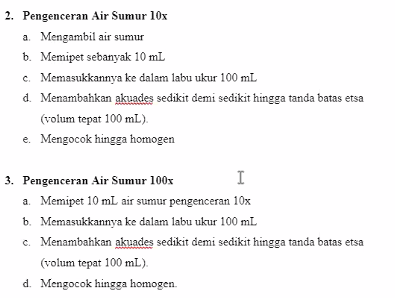 2. Pengenceran Air Sumur 10x
a. Mengambil air sumur
b. Memipet sebanyak 10 mL
c. Memasukkannya ke dalam labu ukur 100 mL
d. Menambahkan akuades sedikit demi sedikit hingga tanda batas etsa
(volum tepat 100 mL).
e. Mengocok hingga homogen
3. Pengenceran Air Sumur 100x
a. Memipet 10 mL air sumur pengenceran 10x
b. Memasukkannya ke dalam labu ukur 100 mL
c. Menambahkan akuades sedikit demi sedikit hingga tanda batas etsa
(volum tepat 100 mL).
d. Mengocok hingga homogen.